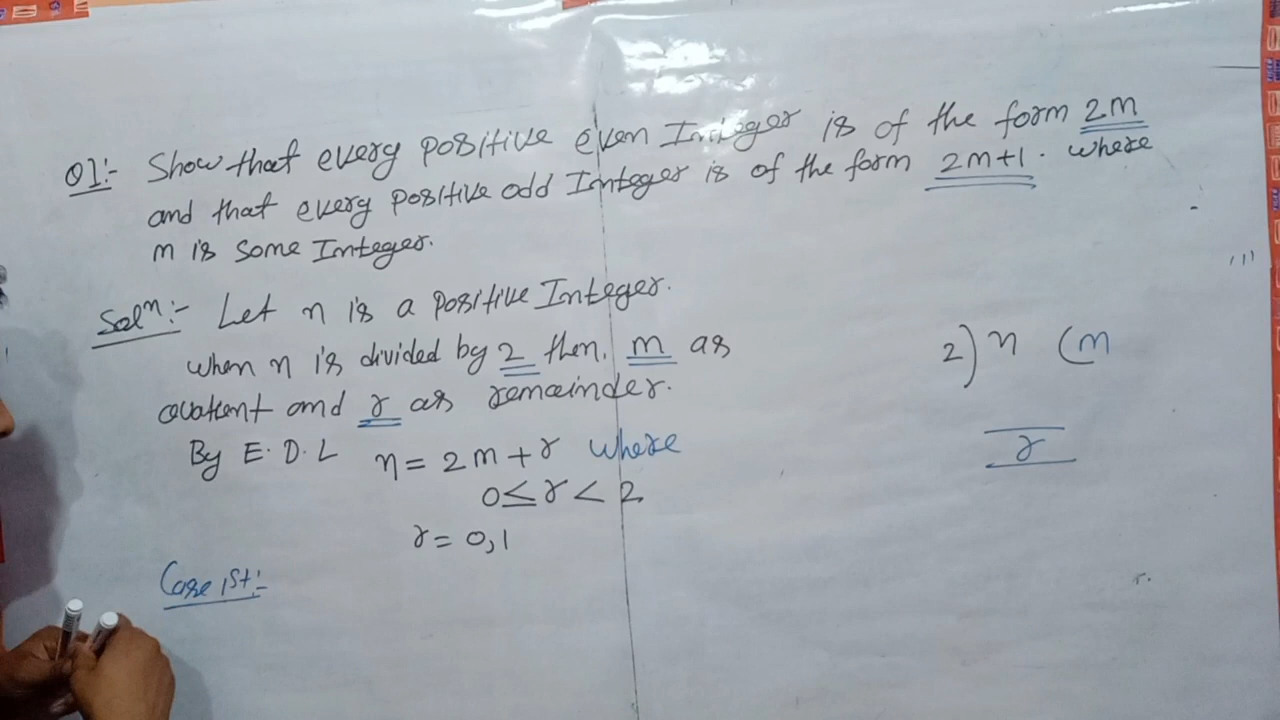 Q1:- Show that every positive even Integer is of the form 2m
and that every positive odd Integer is of the form 2m+1. where
m is some Integer.
Solⁿ:- Let n is a positive Integer.
when n is divided by 2 then, m as
and r as remainder.
By E.D.L n = 2m + r where
0 ≤ r < 2
r = 0, 1
Case 1st:-
2) n (m
r